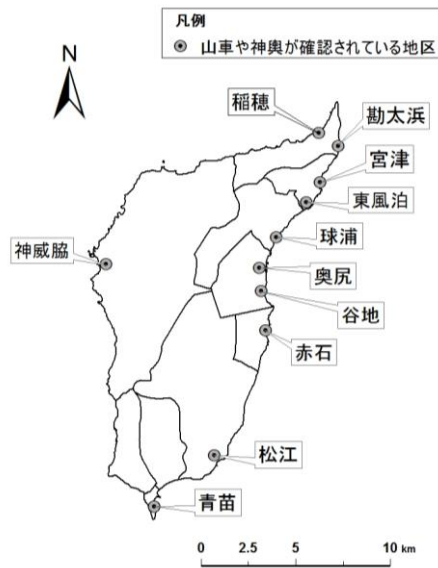 凡例
山車や神輿が確認されている地区
N
稲穂
勘太浜
宮津
東風泊
球浦
神威脇
奥尻
谷地
赤石
松江
青苗
0 2.5 5 10 km